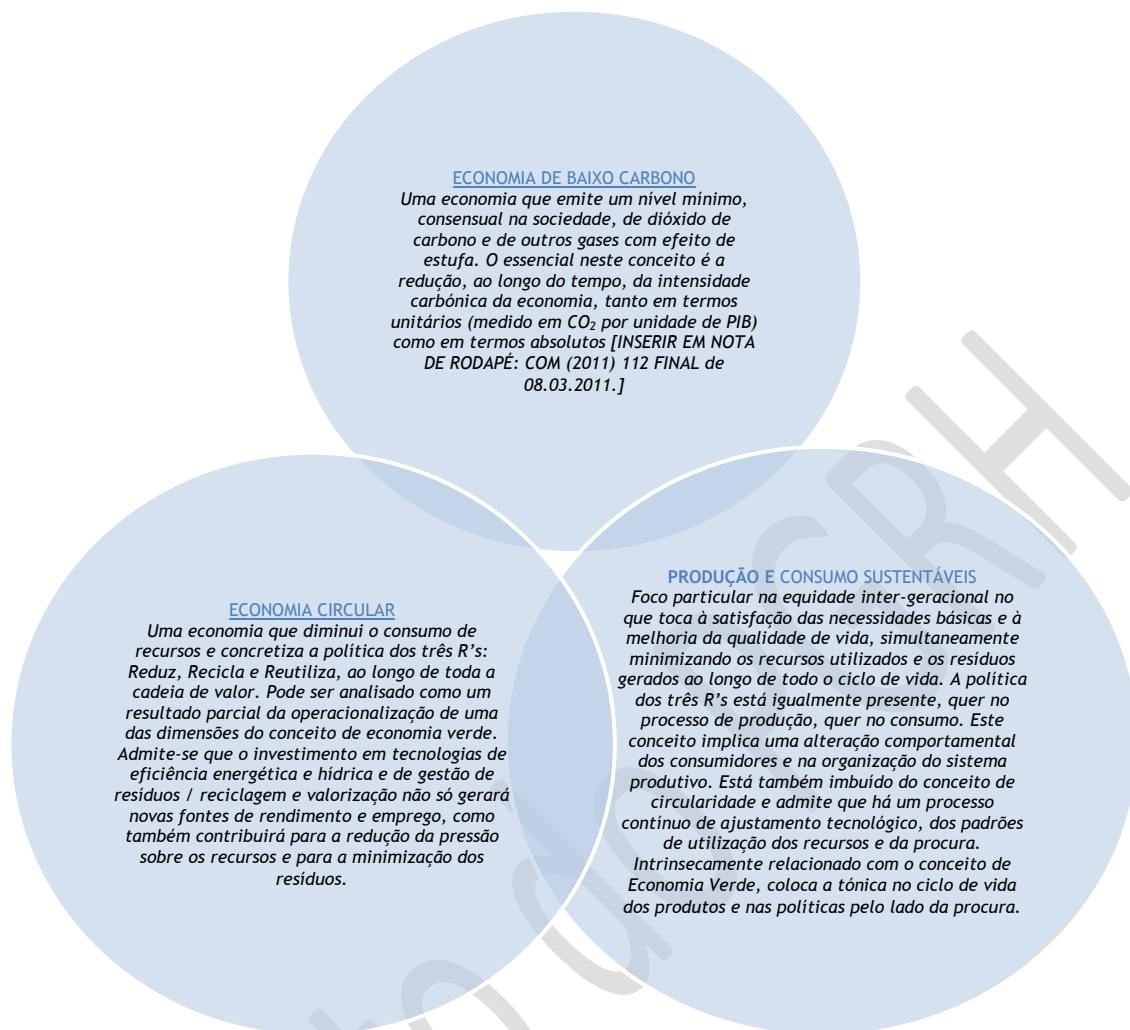 ECONOMIA DE BAIXO CARBONO
Uma economia que emite um nível mínimo,
consensual na sociedade, de dióxido de
carbono e de outros gases com efeito de
estufa. O essencial neste conceito é a
redução, ao longo do tempo, da intensidade
carbónica da economia, tanto em termos
unitários (medido em CO₂ por unidade de PIB)
como em termos absolutos [INSERIR EM NOTA
DE RODAPÉ: COM (2011) 112 FINAL de
08.03.2011.]
ECONOMIA CIRCULAR
Uma economia que diminui o consumo de
recursos e concretiza a política dos três R’s:
Reduz, Recicla e Reutiliza, ao longo de toda a
cadeia de valor. Pode ser analisado como um
resultado parcial da operacionalização de uma
das dimensões do conceito de economia verde.
Admite-se que o investimento em tecnologias de
eficiência energética e hídrica e de gestão de
resíduos / reciclagem e valorização não só gerará
novas fontes de rendimento e emprego, como
também contribuirá para a redução da pressão
sobre os recursos e para a minimização dos
resíduos.
PRODUÇÃO E CONSUMO SUSTENTÁVEIS
Foco particular na equidade inter-geracional no
que toca à satisfação das necessidades básicas e à
melhoria da qualidade de vida, simultaneamente
minimizando os recursos utilizados e os resíduos
gerados ao longo de todo o ciclo de vida. A política
dos três R’s está igualmente presente, quer no
processo de produção, quer no consumo. Este
conceito implica uma alteração comportamental
dos consumidores e na organização do sistema
produtivo. Está também imbuído do conceito de
circularidade e admite que há um processo
contínuo de ajustamento tecnológico, dos padrões
de utilização dos recursos e da procura.
Intrinsecamente relacionado com o conceito de
Economia Verde, coloca a tónica no ciclo de vida
dos produtos e nas políticas pelo lado da procura.
PGRH